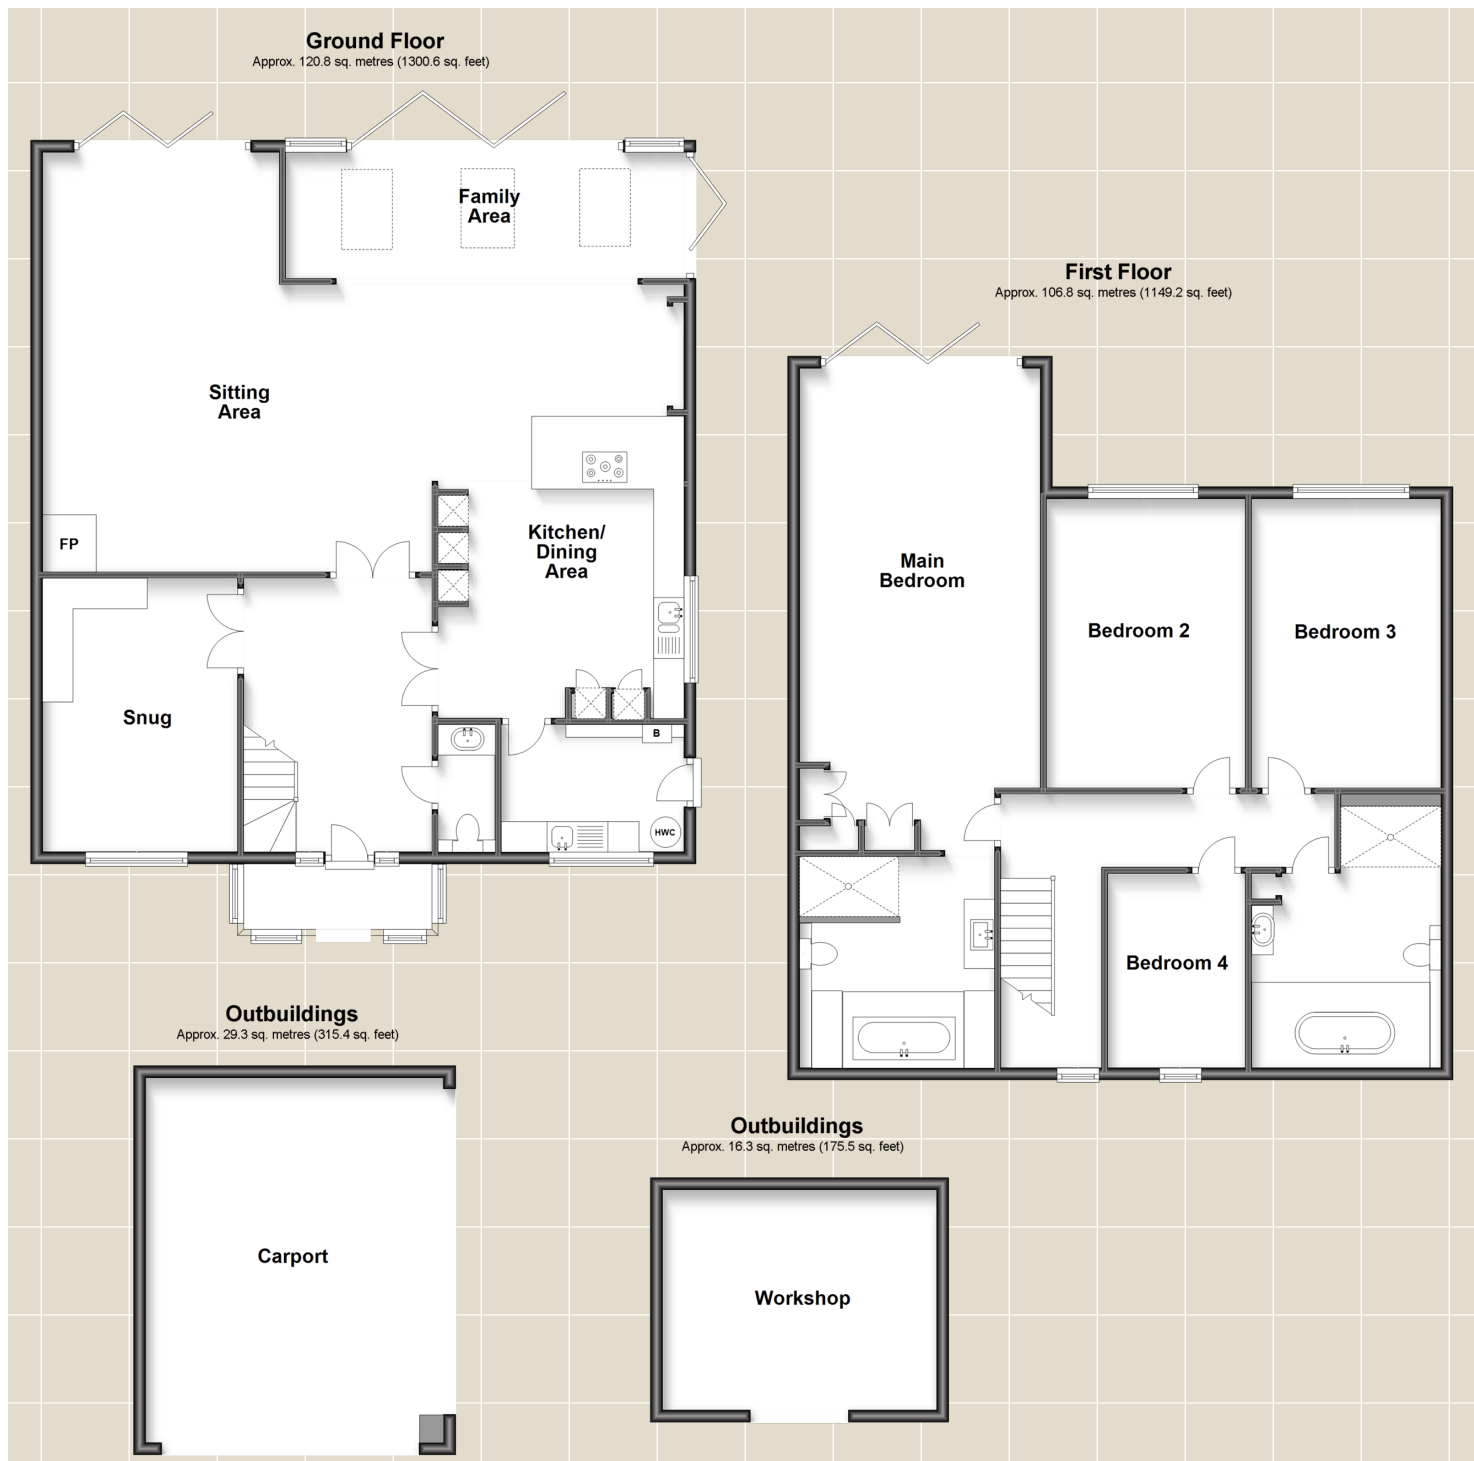 Ground Floor
Approx. 120.8 sq. metres (1300.6 sq. feet)
Family
Area
Sitting
Area
FP
Kitchen/
Dining
Area
Snug
B
HWC
First Floor
Approx. 106.8 sq. metres (1149.2 sq. feet)
Main
Bedroom
Bedroom 2
Bedroom 3
Bedroom 4
Outbuildings
Approx. 29.3 sq. metres (315.4 sq. feet)
Carport
Outbuildings
Approx. 16.3 sq. metres (175.5 sq. feet)
Workshop